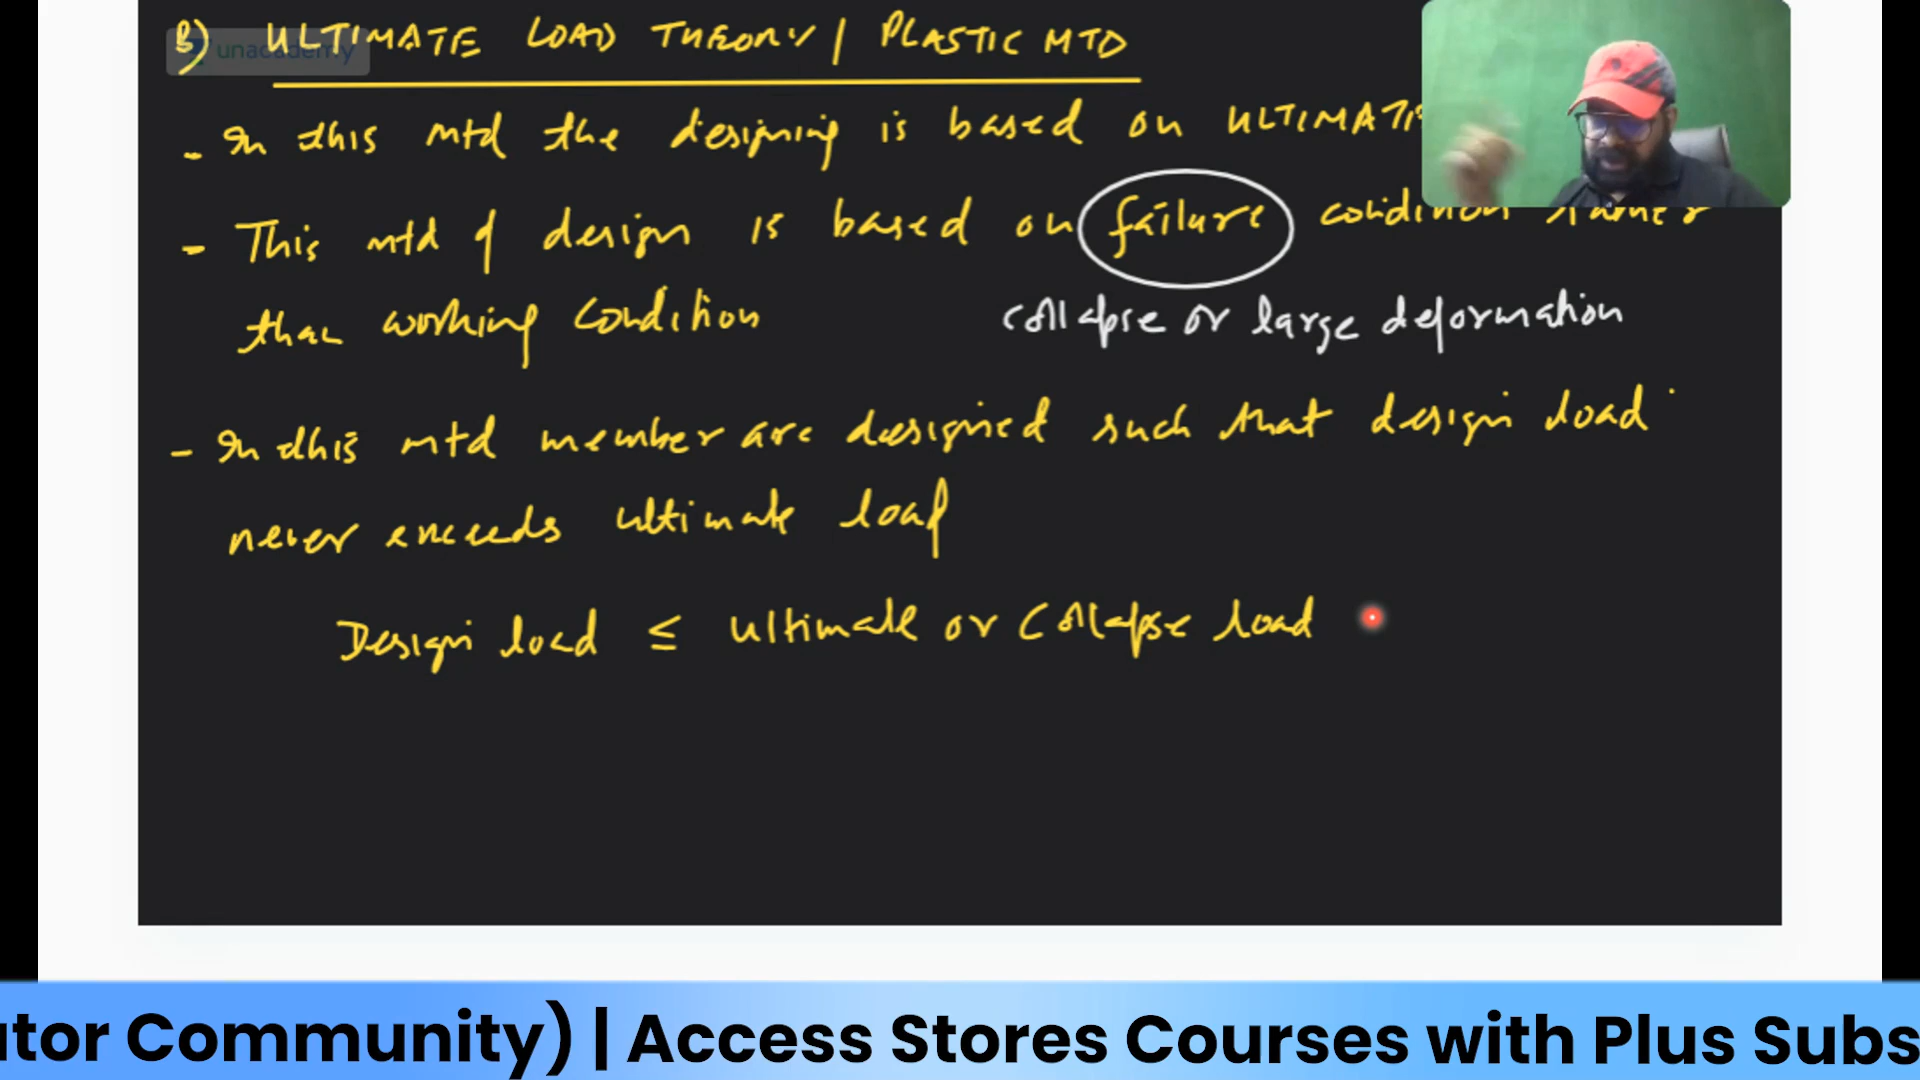 B) ULTIMATE LOAD THEORY / PLASTIC MTD
unacademy
- In this mtd the designing is based on ULTIMATE
- This mtd of design is based on failure condition rather
than working condition
collapse or large deformation
- In this mtd member are designed such that design load
never exceeds ultimate load
Design load ≤ ultimate or collapse load
ator Community) | Access Stores Courses with Plus Subs